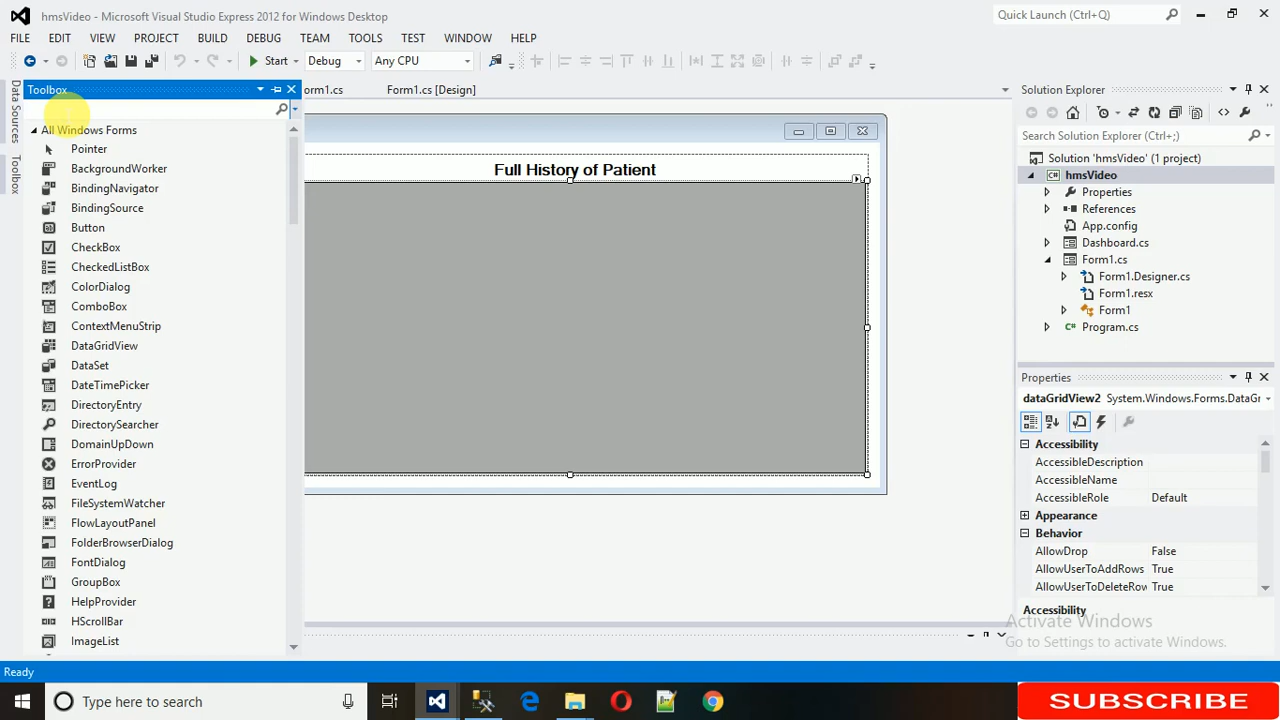 hmsVideo - Microsoft Visual Studio Express 2012 for Windows Desktop
Quick Launch (Ctrl+Q)
FILE EDIT VIEW PROJECT BUILD DEBUG TEAM TOOLS TEST WINDOW HELP
Start Debug Any CPU
Data Sources
Toolbox
Toolbox
orm1.cs Form1.cs [Design]
All Windows Forms
Pointer
BackgroundWorker
BindingNavigator
BindingSource
Button
CheckBox
CheckedListBox
ColorDialog
ComboBox
ContextMenuStrip
DataGridView
DataSet
DateTimePicker
DirectoryEntry
DirectorySearcher
DomainUpDown
ErrorProvider
EventLog
FileSystemWatcher
FlowLayoutPanel
FolderBrowserDialog
FontDialog
GroupBox
HelpProvider
HScrollBar
ImageList
Full History of Patient
Solution Explorer
Search Solution Explorer (Ctrl+;)
Solution 'hmsVideo' (1 project)
hmsVideo
Properties
References
App.config
Dashboard.cs
Form1.cs
Form1.Designer.cs
Form1.resx
Form1
Program.cs
Properties
dataGridView2 System.Windows.Forms.DataGr
Accessibility
AccessibleDescription
AccessibleName
AccessibleRole Default
Appearance
Behavior
AllowDrop False
AllowUserToAddRows True
AllowUserToDeleteRow True
Accessibility
Activate Windows
Go to Settings to activate Windows.
Ready
Type here to search
SUBSCRIBE